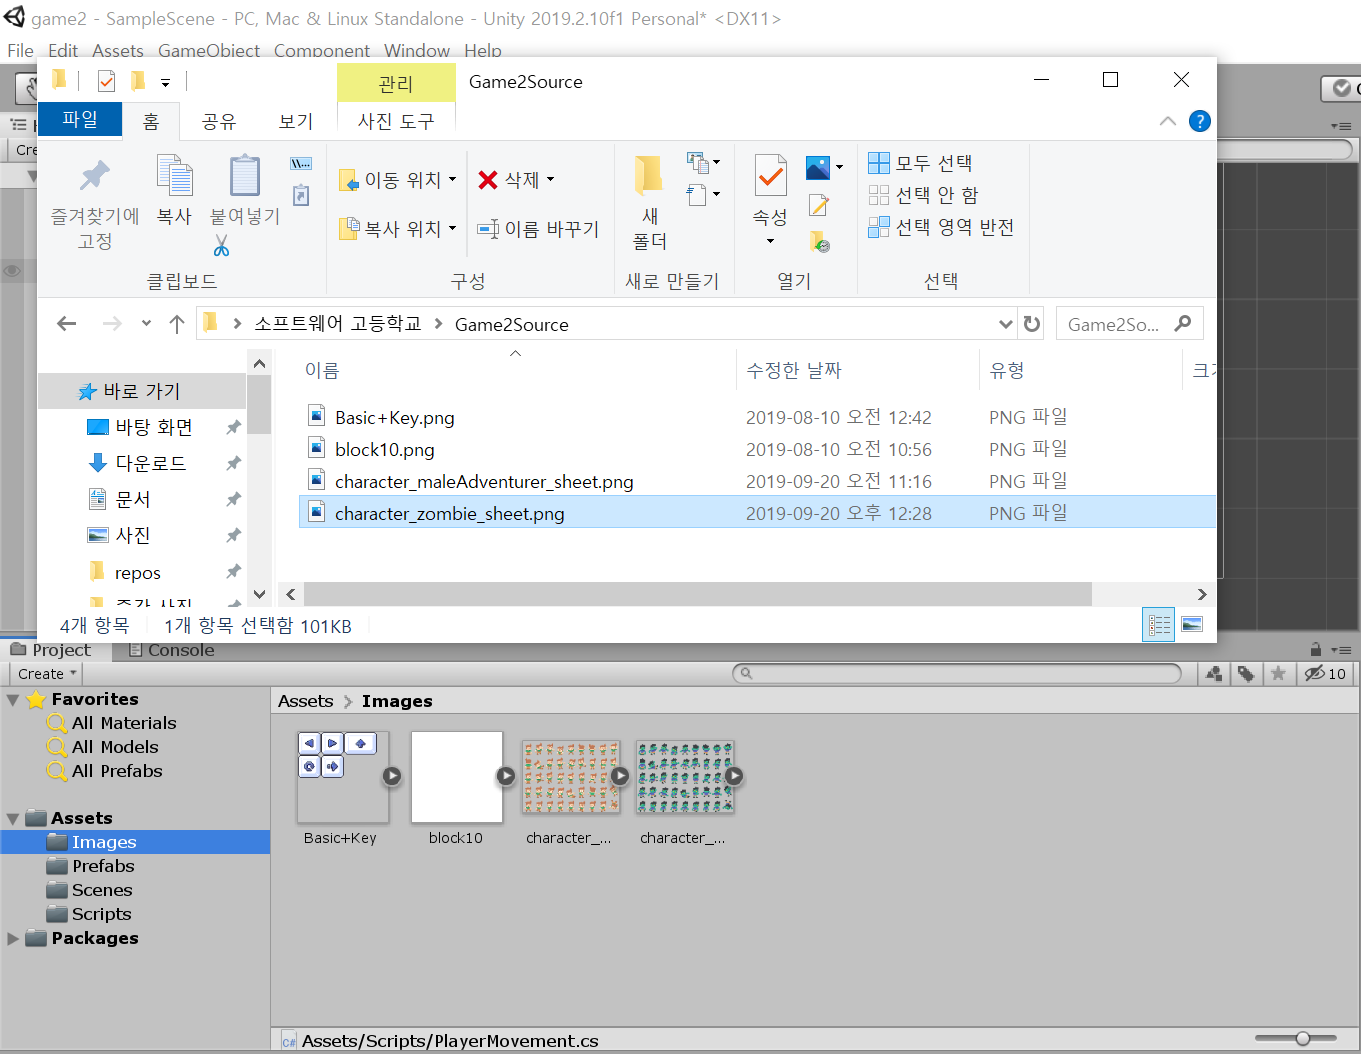 game2 - SampleScene - PC, Mac & Linux Standalone - Unity 2019.2.10f1 Personal* <DX11>
File Edit Assets GameObject Component Window Help
관리 Game2Source
파일 홈 공유 보기 사진 도구
Cre
즐겨찾기에 고정
복사
붙여넣기
클립보드
이동 위치
복사 위치
삭제
이름 바꾸기
구성
새 폴더
새로 만들기
속성
열기
모두 선택
선택 안 함
선택 영역 반전
선택
소프트웨어 고등학교 Game2Source
Game2So...
바로 가기
바탕 화면
다운로드
문서
사진
repos
이름 수정한 날짜 유형
Basic+Key.png 2019-08-10 오전 12:42 PNG 파일
block10.png 2019-08-10 오전 10:56 PNG 파일
character_maleAdventurer_sheet.png 2019-09-20 오전 11:16 PNG 파일
character_zombie_sheet.png 2019-09-20 오후 12:28 PNG 파일
4개 항목 1개 항목 선택함 101KB
Project Console
Create
10
Favorites
All Materials
All Models
All Prefabs
Assets
Images
Prefabs
Scenes
Scripts
Packages
Assets Images
Basic+Key block10 character_... character_...
C# Assets/Scripts/PlayerMovement.cs